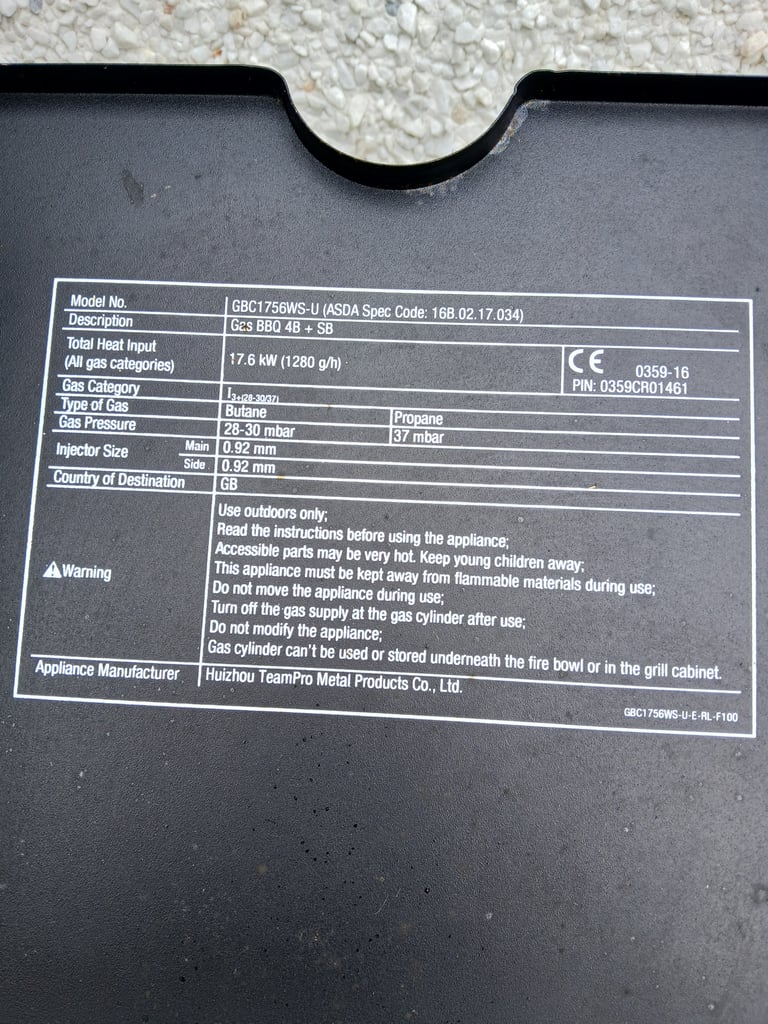 Model No. GBC1756WS-U (ASDA Spec Code: 16B.02.17.034)
Description Gas BBQ 4B + SB
Total Heat Input
(All gas categories) 17.6 kW (1280 g/h)
CE 0359-16
PIN: 0359CR01461
Gas Category I3+(28-30/37)
Type of Gas Butane Propane
Gas Pressure 28-30 mbar 37 mbar
Injector Size Main 0.92 mm
Side 0.92 mm
Country of Destination GB
Warning
Use outdoors only;
Read the instructions before using the appliance;
Accessible parts may be very hot. Keep young children away;
This appliance must be kept away from flammable materials during use;
Do not move the appliance during use;
Turn off the gas supply at the gas cylinder after use;
Do not modify the appliance;
Gas cylinder can't be used or stored underneath the fire bowl or in the grill cabinet.
Appliance Manufacturer Huizhou TeamPro Metal Products Co., Ltd.
GBC1756WS-U-E-RL-F100